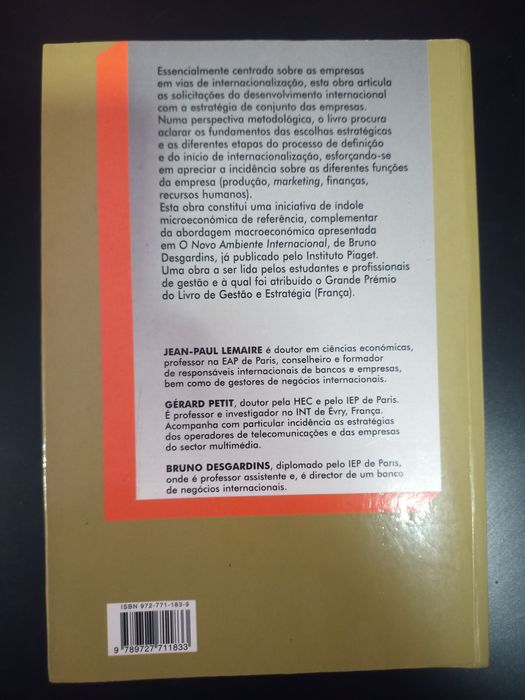 Essencialmente centrada sobre as empresas
em vias de internacionalização, esta obra articula
as solicitações do desenvolvimento internacional
com a estratégia de conjunto das empresas.
Numa perspectiva metodológica, o livro procura
aclarar os fundamentos das escolhas estratégicas
e as diferentes etapas do processo de definição
e do início de internacionalização, esforçando-se
em apreciar a incidência sobre as diferentes funções
da empresa (produção, marketing, finanças,
recursos humanos).
Esta obra constitui uma iniciativa de índole
microeconómica de referência, complementar
da abordagem macroeconómica apresentada
em O Novo Ambiente Internacional, de Bruno
Desgardins, já publicado pelo Instituto Piaget.
Uma obra a ser lida pelos estudantes e profissionais
de gestão e à qual foi atribuído o Grande Prémio
do Livro de Gestão e Estratégia (França).
JEAN-PAUL LEMAIRE é doutor em ciências económicas,
professor na EAP de Paris, conselheiro e formador
de responsáveis internacionais de bancos e empresas,
bem como de gestores de negócios internacionais.
GÉRARD PETIT, doutor pela HEC e pelo IEP de Paris.
É professor e investigador no INT de Évry, França.
Acompanha com particular incidência as estratégias
dos operadores de telecomunicações e das empresas
do sector multimédia.
BRUNO DESGARDINS, diplomado pelo IEP de Paris,
onde é professor assistente e, é director de um banco
de negócios internacionais.
ISBN 972-771-183-9
9 789727 711833